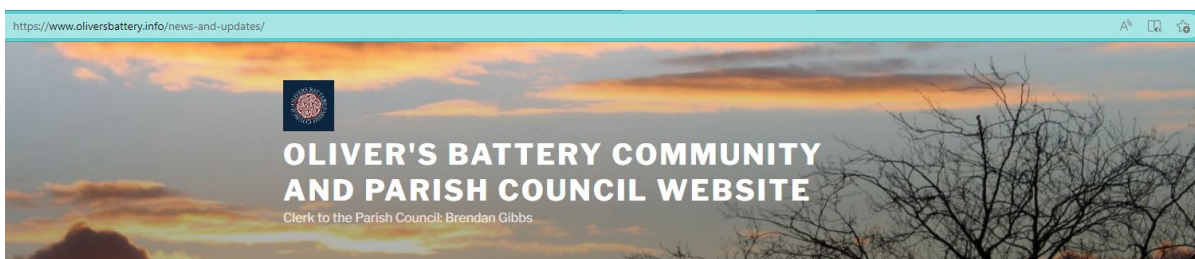 https://www.oliversbattery.info/news-and-updates/
OLIVER'S BATTERY COMMUNITY
AND PARISH COUNCIL WEBSITE
Clerk to the Parish Council: Brendan Gibbs